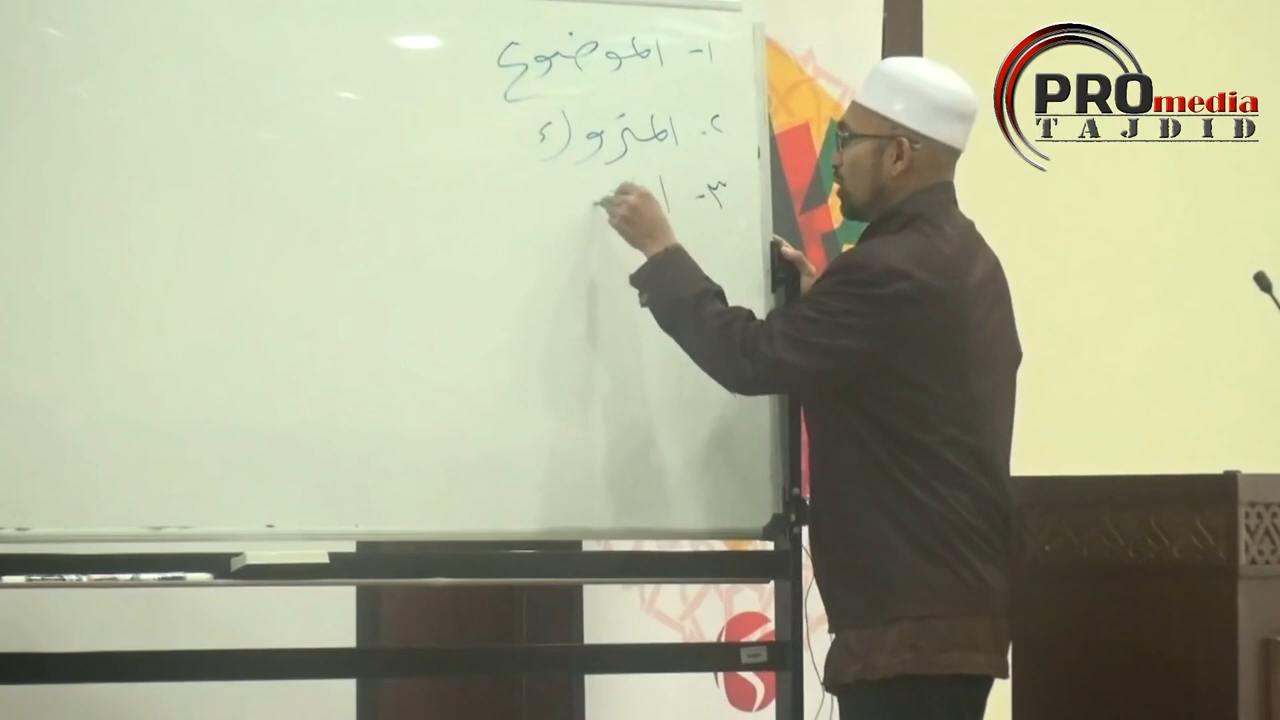 ١- الموضوع
٢. المتروك
٣-
PROmedia
TAJDID